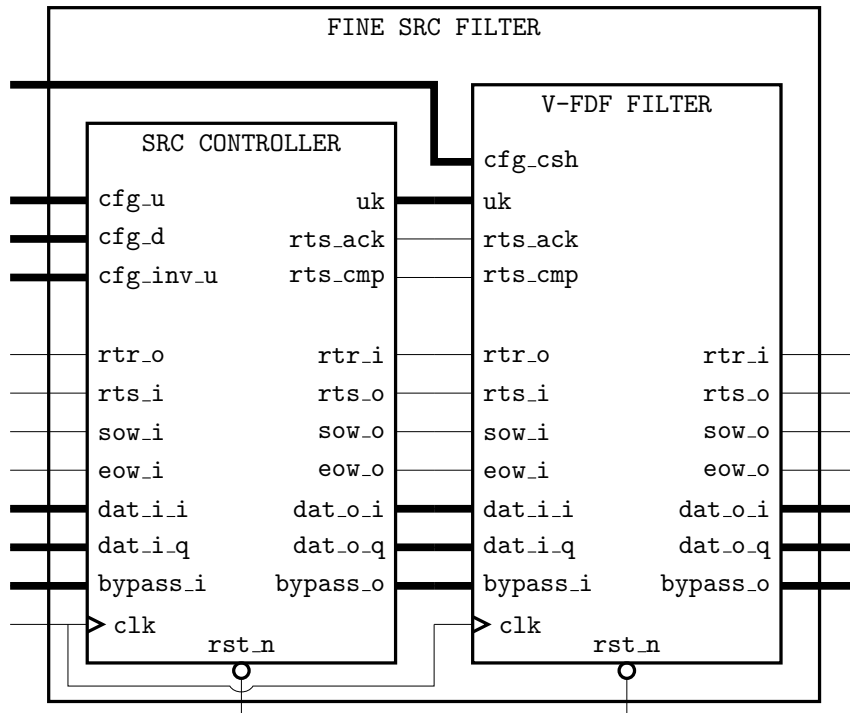 FINE SRC FILTER
SRC CONTROLLER
cfg_u
cfg_d
cfg_inv_u
rtr_o
rts_i
sow_i
eow_i
dat_i_i
dat_i_q
bypass_i
clk
uk
rts_ack
rts_cmp
rtr_i
rts_o
sow_o
eow_o
dat_o_i
dat_o_q
bypass_o
rst_n
V-FDF FILTER
cfg_csh
uk
rts_ack
rts_cmp
rtr_o
rts_i
sow_i
eow_i
dat_i_i
dat_i_q
bypass_i
clk
rtr_i
rts_o
sow_o
eow_o
dat_o_i
dat_o_q
bypass_o
rst_n